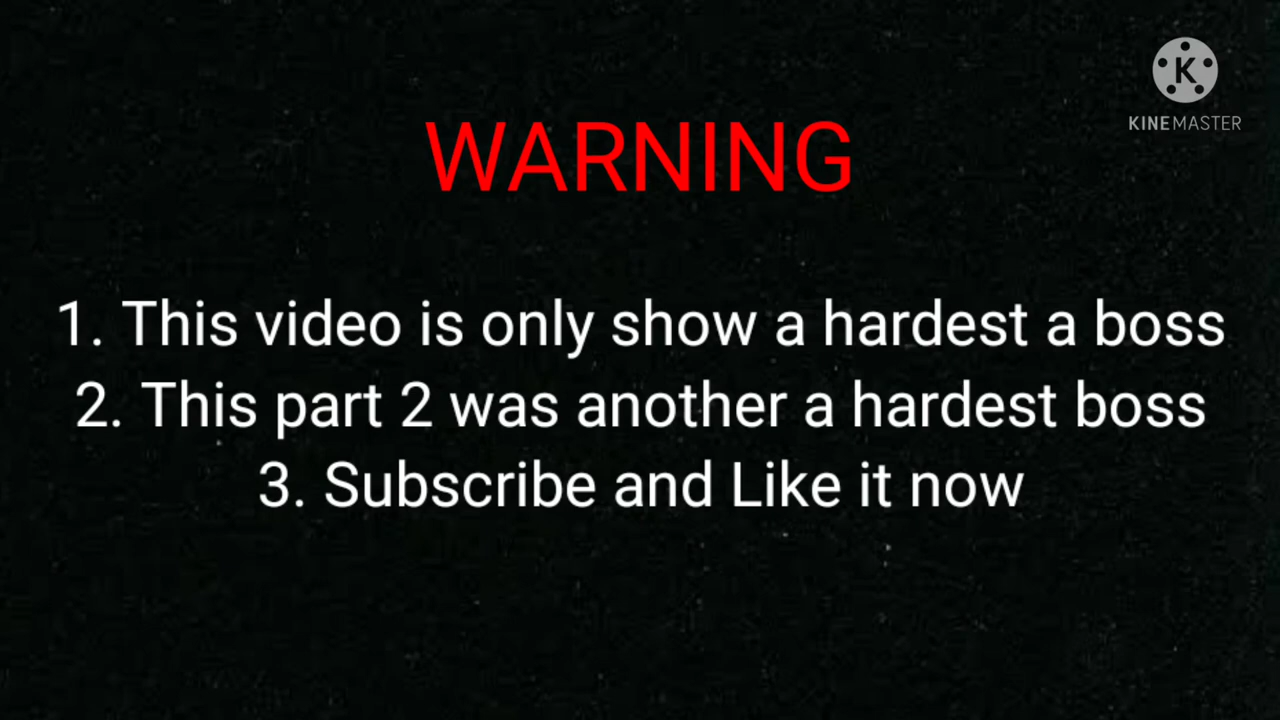 K
KINEMASTER
WARNING
1. This video is only show a hardest a boss
2. This part 2 was another a hardest boss
3. Subscribe and Like it now